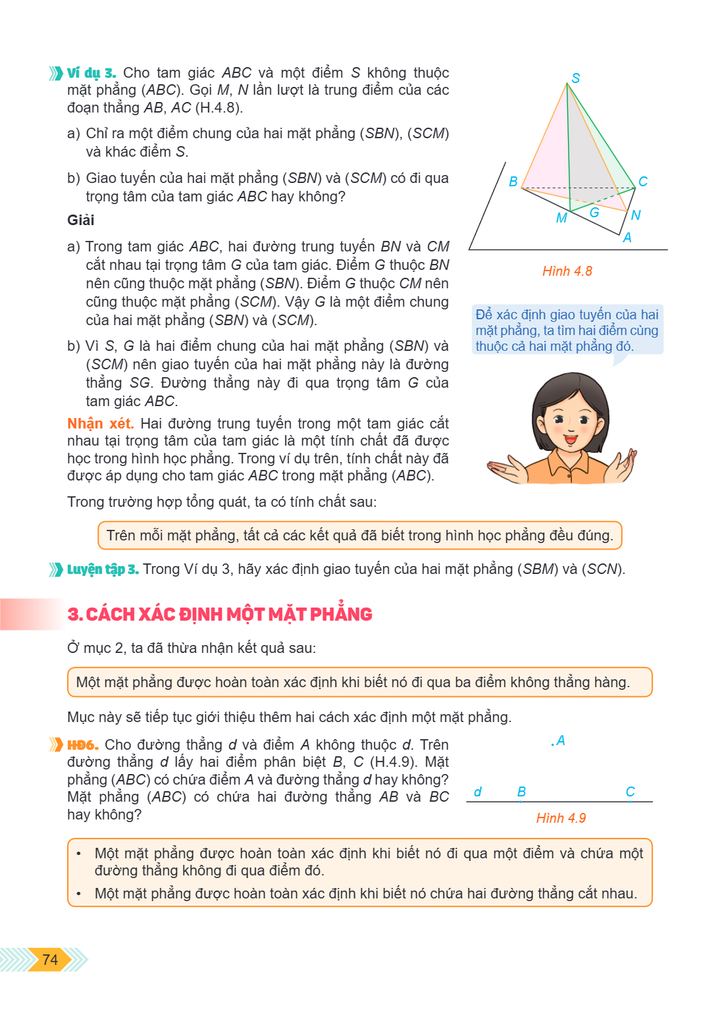 Ví dụ 3. Cho tam giác ABC và một điểm S không thuộc
mặt phẳng (ABC). Gọi M, N lần lượt là trung điểm của các
đoạn thẳng AB, AC (H.4.8).
a) Chỉ ra một điểm chung của hai mặt phẳng (SBN), (SCM)
và khác điểm S.
b) Giao tuyến của hai mặt phẳng (SBN) và (SCM) có đi qua
trọng tâm của tam giác ABC hay không?
Giải
a) Trong tam giác ABC, hai đường trung tuyến BN và CM
cắt nhau tại trọng tâm G của tam giác. Điểm G thuộc BN
nên cũng thuộc mặt phẳng (SBN). Điểm G thuộc CM nên
cũng thuộc mặt phẳng (SCM). Vậy G là một điểm chung
của hai mặt phẳng (SBN) và (SCM).
b) Vì S, G là hai điểm chung của hai mặt phẳng (SBN) và
(SCM) nên giao tuyến của hai mặt phẳng này là đường
thẳng SG. Đường thẳng này đi qua trọng tâm G của
tam giác ABC.
S
B
C
M
G
N
A
Hình 4.8
Để xác định giao tuyến của hai
mặt phẳng, ta tìm hai điểm cùng
thuộc cả hai mặt phẳng đó.
Nhận xét. Hai đường trung tuyến trong một tam giác cắt
nhau tại trọng tâm của tam giác là một tính chất đã được
học trong hình học phẳng. Trong ví dụ trên, tính chất này đã
được áp dụng cho tam giác ABC trong mặt phẳng (ABC).
Trong trường hợp tổng quát, ta có tính chất sau:
Trên mỗi mặt phẳng, tất cả các kết quả đã biết trong hình học phẳng đều đúng.
Luyện tập 3. Trong Ví dụ 3, hãy xác định giao tuyến của hai mặt phẳng (SBM) và (SCN).
3. CÁCH XÁC ĐỊNH MỘT MẶT PHẲNG
Ở mục 2, ta đã thừa nhận kết quả sau:
Một mặt phẳng được hoàn toàn xác định khi biết nó đi qua ba điểm không thẳng hàng.
Mục này sẽ tiếp tục giới thiệu thêm hai cách xác định một mặt phẳng.
HĐ6. Cho đường thẳng d và điểm A không thuộc d. Trên
đường thẳng d lấy hai điểm phân biệt B, C (H.4.9). Mặt
phẳng (ABC) có chứa điểm A và đường thẳng d hay không?
Mặt phẳng (ABC) có chứa hai đường thẳng AB và BC
hay không?
A
d B C
Hình 4.9
• Một mặt phẳng được hoàn toàn xác định khi biết nó đi qua một điểm và chứa một
đường thẳng không đi qua điểm đó.
• Một mặt phẳng được hoàn toàn xác định khi biết nó chứa hai đường thẳng cắt nhau.
74